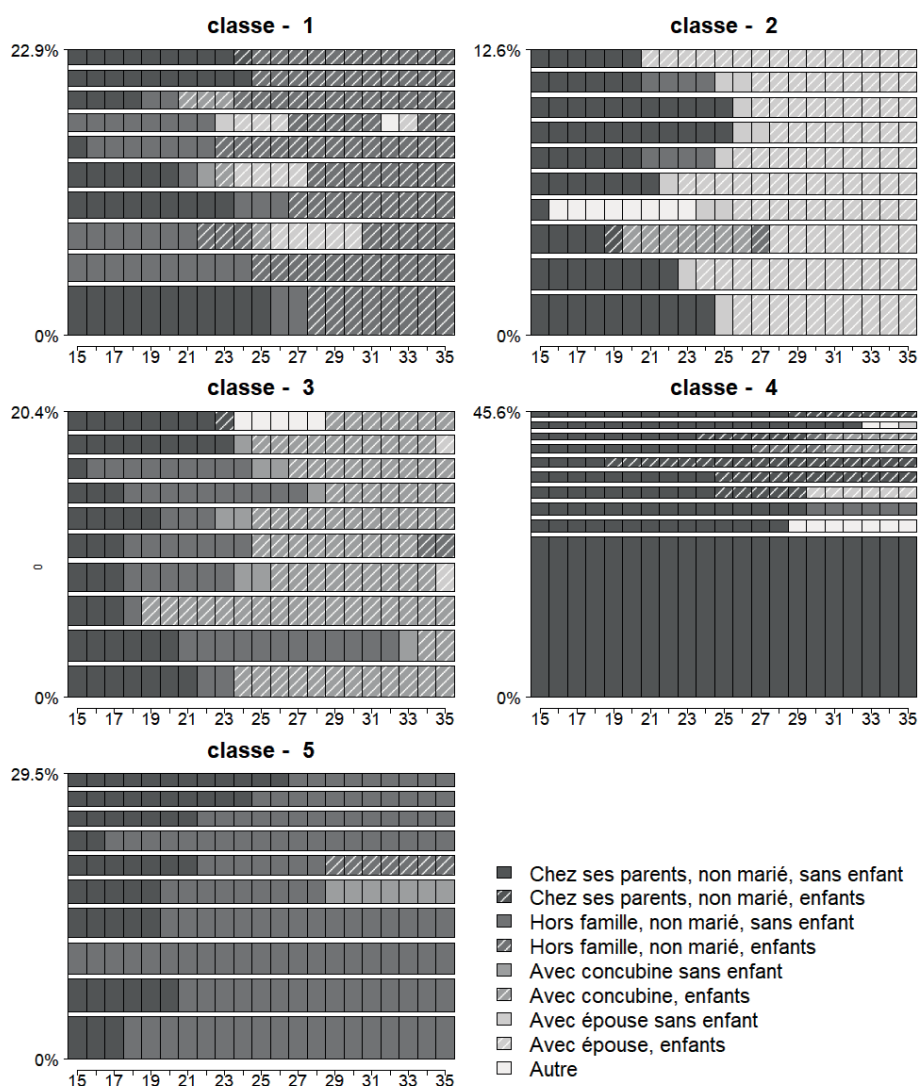 classe - 1
22.9%
0%
15 17 19 21 23 25 27 29 31 33 35
classe - 2
12.6%
0%
15 17 19 21 23 25 27 29 31 33 35
classe - 3
20.4%
0
0%
15 17 19 21 23 25 27 29 31 33 35
classe - 4
45.6%
0%
15 17 19 21 23 25 27 29 31 33 35
classe - 5
29.5%
0%
15 17 19 21 23 25 27 29 31 33 35
Chez ses parents, non marié, sans enfant
Chez ses parents, non marié, enfants
Hors famille, non marié, sans enfant
Hors famille, non marié, enfants
Avec concubine sans enfant
Avec concubine, enfants
Avec épouse sans enfant
Avec épouse, enfants
Autre